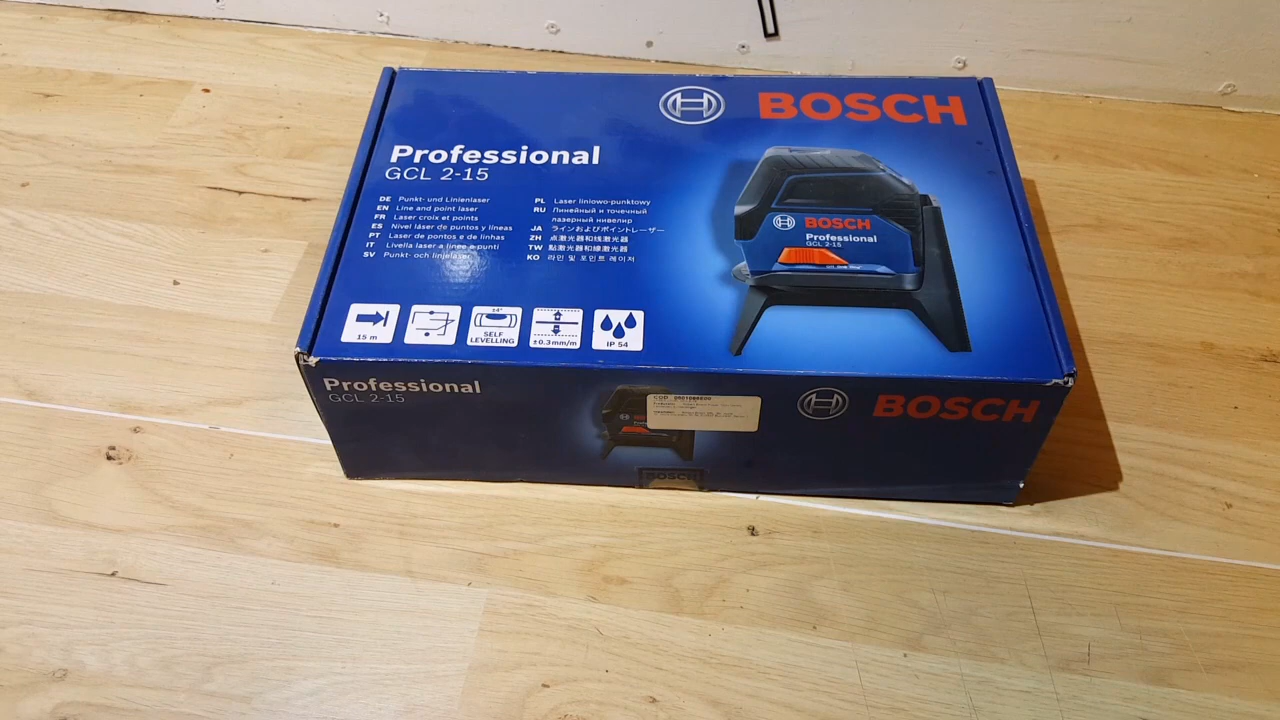 BOSCH
Professional
GCL 2-15
DE Punkt- und Linienlaser
EN Line and point laser
FR Laser croix et points
ES Nivel láser de puntos y líneas
PT Laser de pontos e de linhas
IT Livella laser a linee e punti
SV Punkt- och linjelaser
PL Laser liniowo-punktowy
RU Линейный и точечный
лазерный нивелир
JA ラインおよびポイントレーザー
ZH 点激光器和线激光器
TW 點激光器和線激光器
KO 라인 및 포인트 레이저
BOSCH
Professional
GCL 2-15
15 m
±4°
SELF
LEVELLING
±0.3 mm/m
IP 54
Professional
GCL 2-15
BOSCH
BOSCH